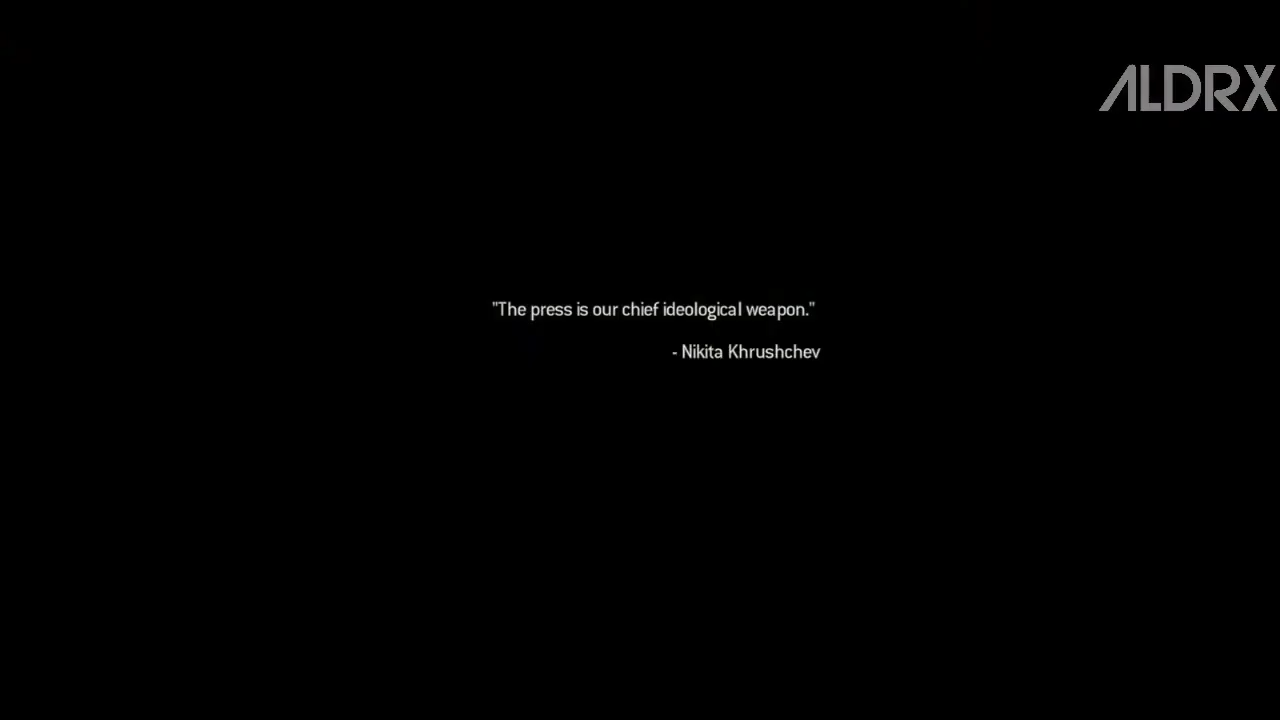 ALDRX
"The press is our chief ideological weapon."
- Nikita Khrushchev